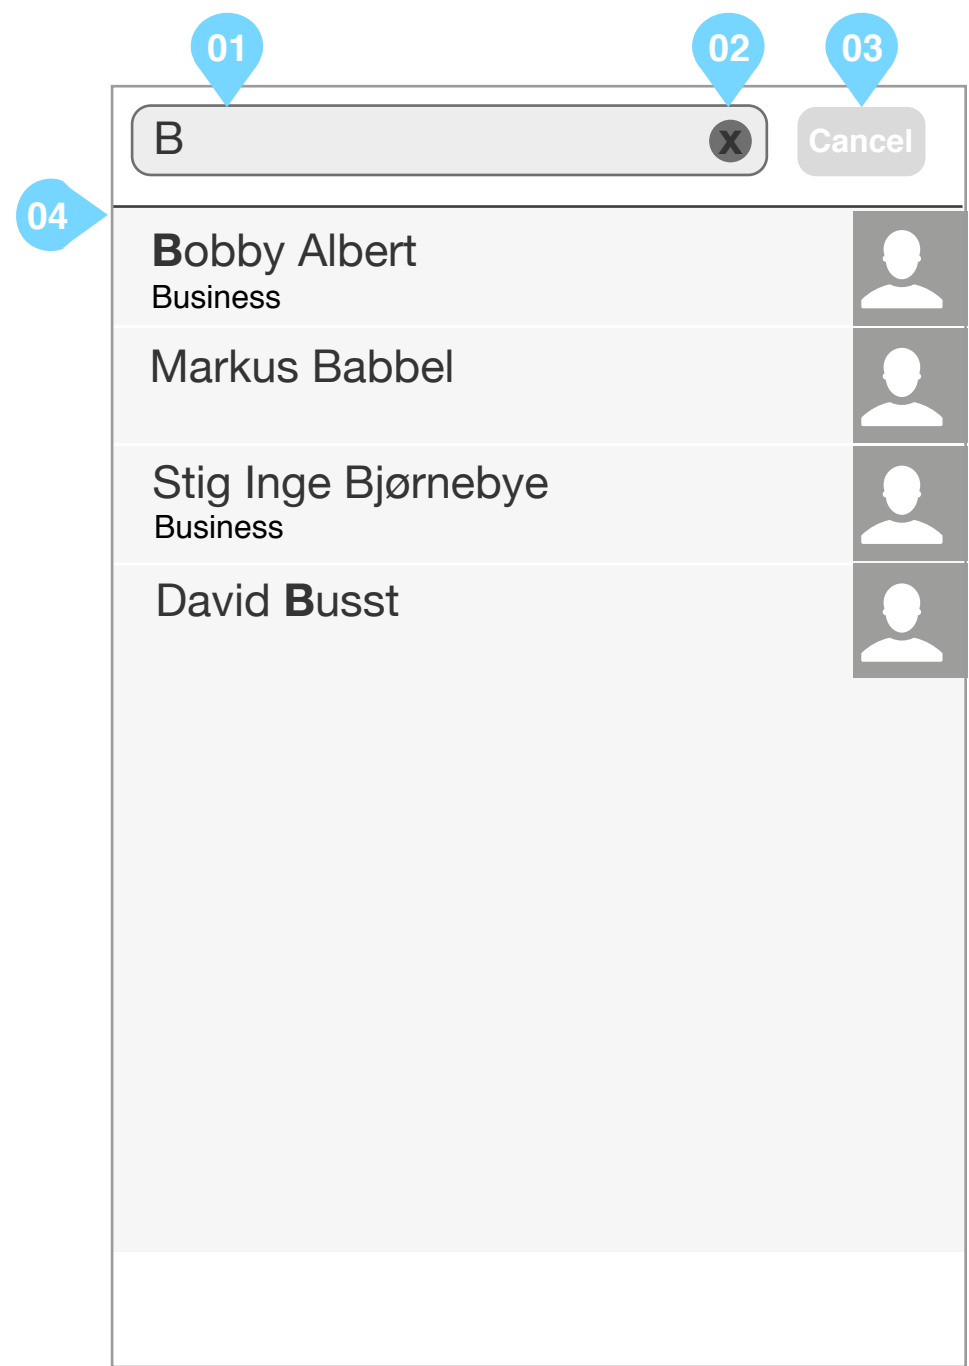 01
02
03
B
x
Cancel
04
Bobby Albert
Business
Markus Babbel
Stig Inge Bjørnebye
Business
David Busst